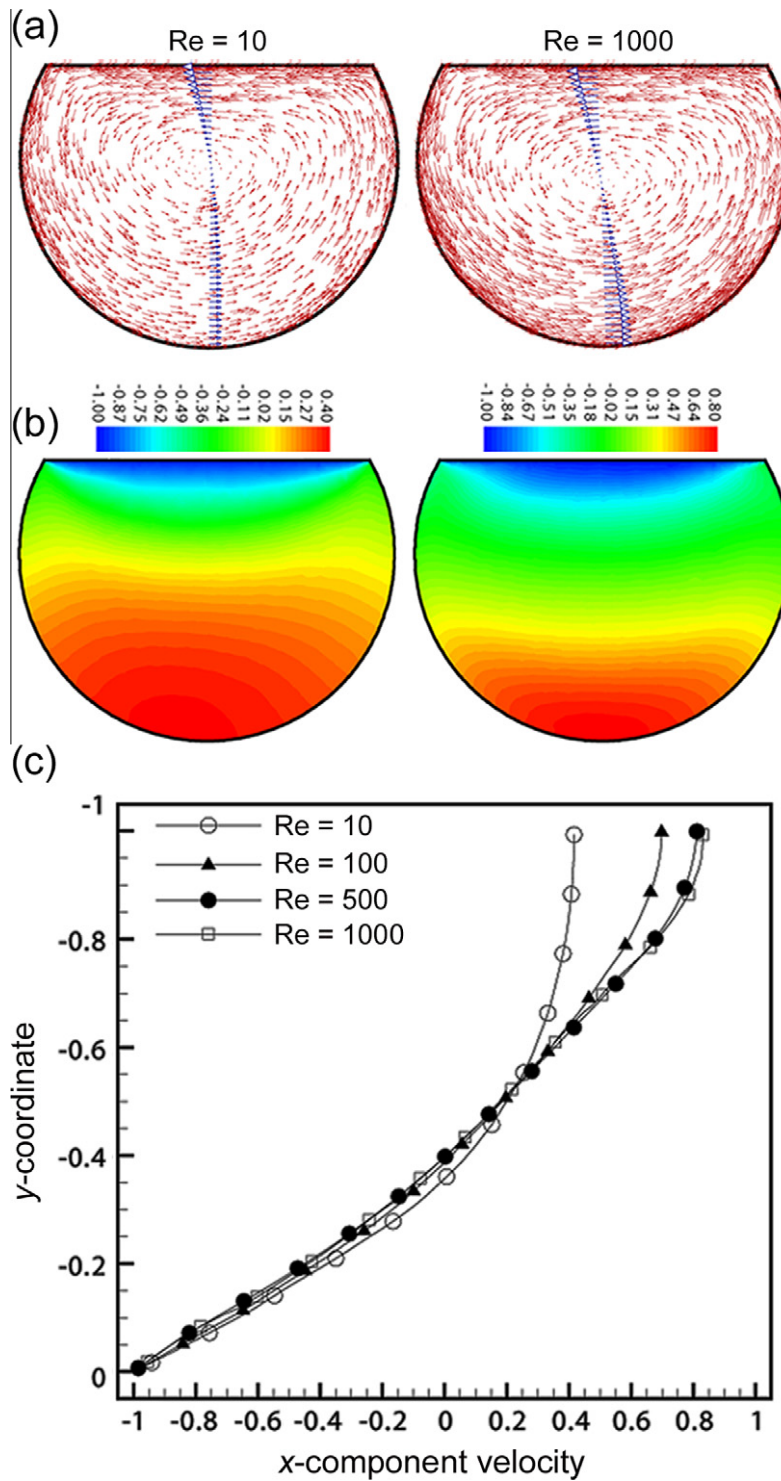 (a)
Re = 10
Re = 1000
(b)
-1.00 -0.87 -0.75 -0.62 -0.49 -0.36 -0.24 -0.11 0.02 0.15 0.27 0.40
-1.00 -0.84 -0.67 -0.51 -0.35 -0.18 -0.02 0.15 0.31 0.47 0.64 0.80
(c)
-1
Re = 10
Re = 100
Re = 500
Re = 1000
-0.8
-0.6
-0.4
-0.2
0
y-coordinate
-1 -0.8 -0.6 -0.4 -0.2 0 0.2 0.4 0.6 0.8 1
x-component velocity